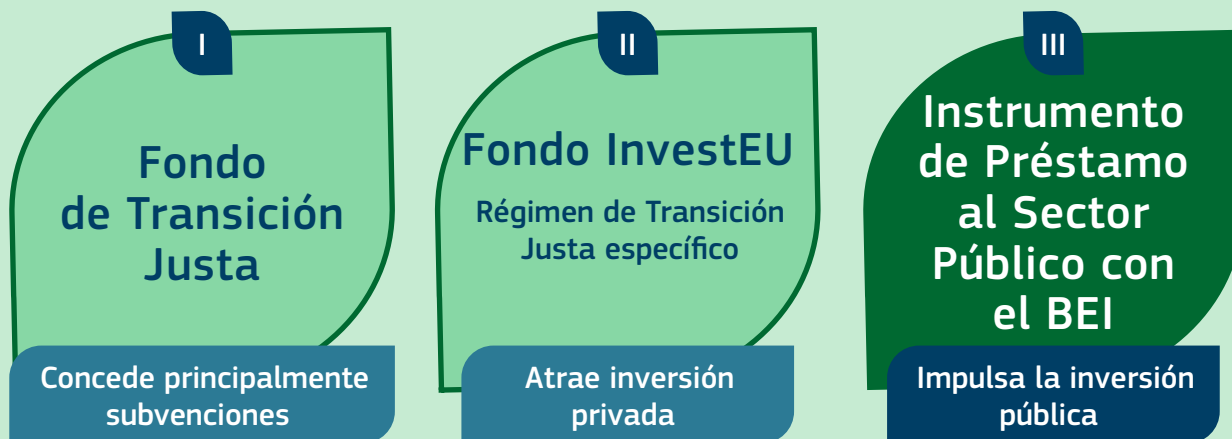 I
Fondo
de Transición
Justa
Concede principalmente
subvenciones
II
Fondo InvestEU
Régimen de Transición
Justa específico
Atrae inversión
privada
III
Instrumento
de Préstamo
al Sector
Público con
el BEI
Impulsa la inversión
pública